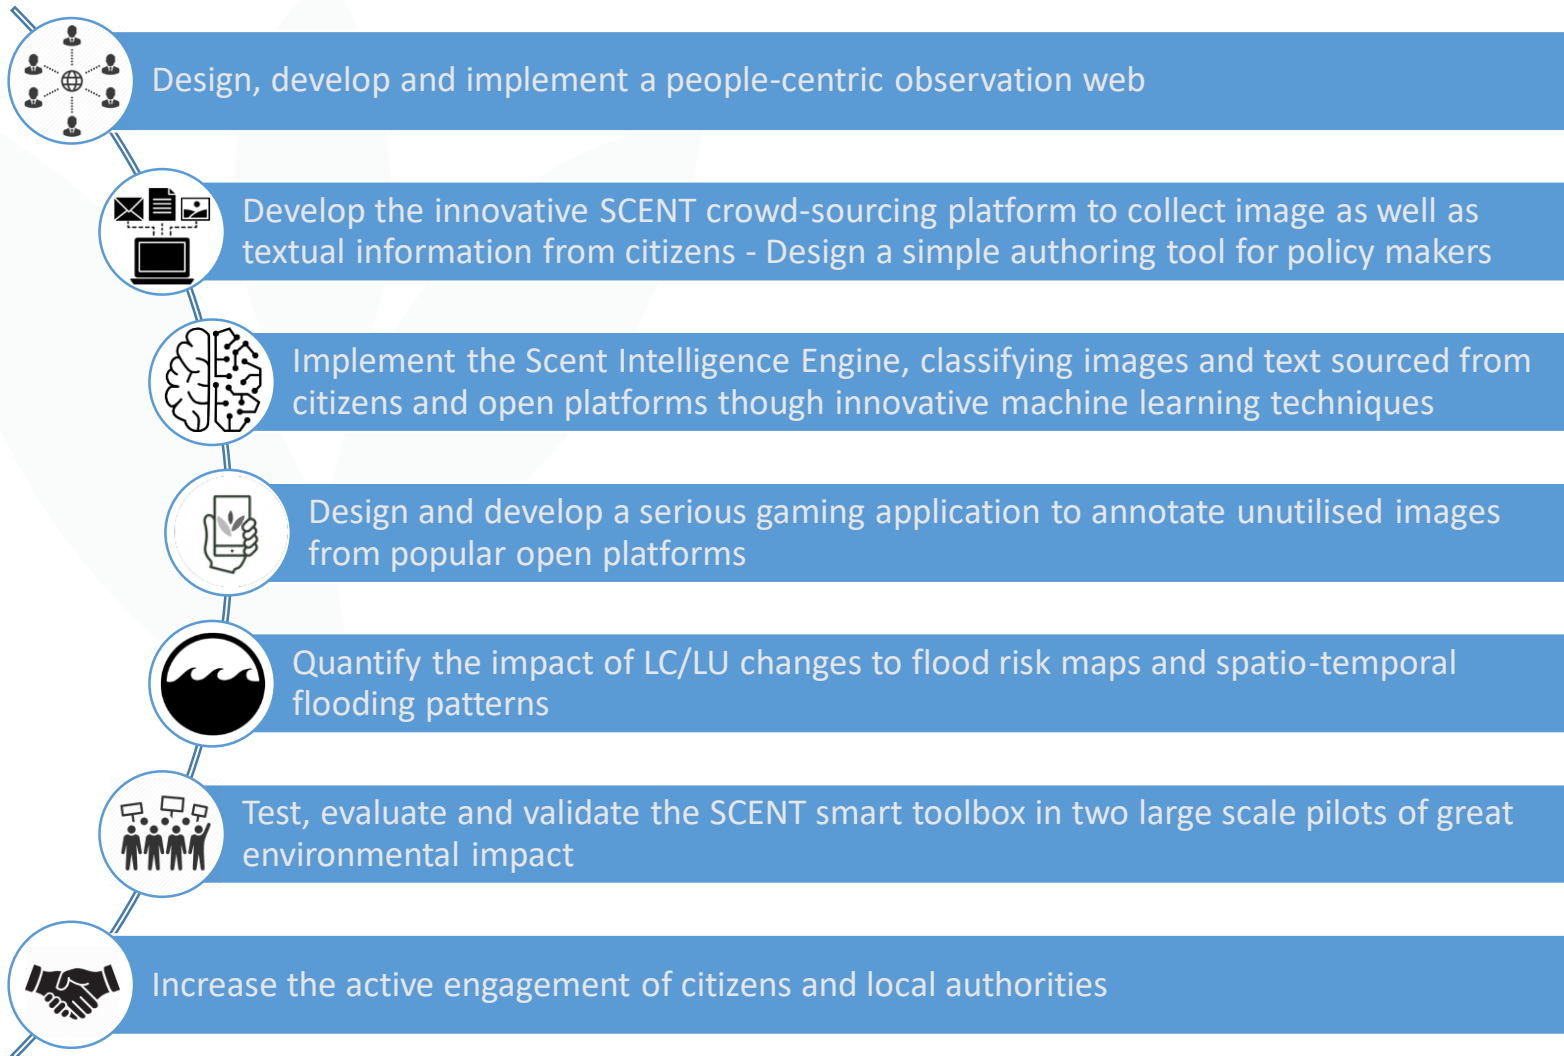 Design, develop and implement a people-centric observation web
Develop the innovative SCENT crowd-sourcing platform to collect image as well as
textual information from citizens - Design a simple authoring tool for policy makers
Implement the Scent Intelligence Engine, classifying images and text sourced from
citizens and open platforms though innovative machine learning techniques
Design and develop a serious gaming application to annotate unutilised images
from popular open platforms
Quantify the impact of LC/LU changes to flood risk maps and spatio-temporal
flooding patterns
Test, evaluate and validate the SCENT smart toolbox in two large scale pilots of great
environmental impact
Increase the active engagement of citizens and local authorities